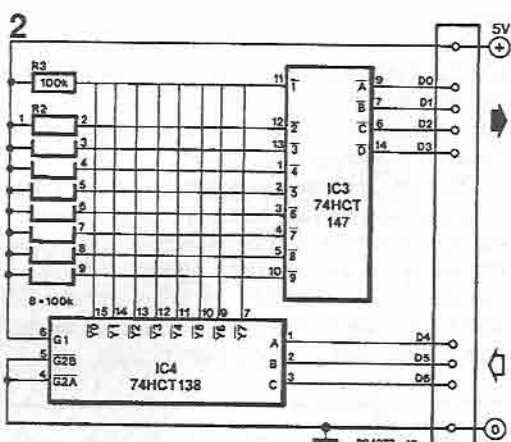 2
5V
R3
100k
R2
1 2
3
4
5
6
7
8
9
8×100k
11 1
12 2
13 3
1 4
2 5
3 6
4 7
5 8
10 9
IC3
74HCT
147
A 9 D0
B 7 D1
C 6 D2
D 14 D3
15 14 13 12 11 10 9 7
Y0 Y1 Y2 Y3 Y4 Y5 Y6 Y7
6 G1
5 G2B
4 G2A
IC4
74HCT138
A 1 D4
B 2 D5
C 3 D6
0